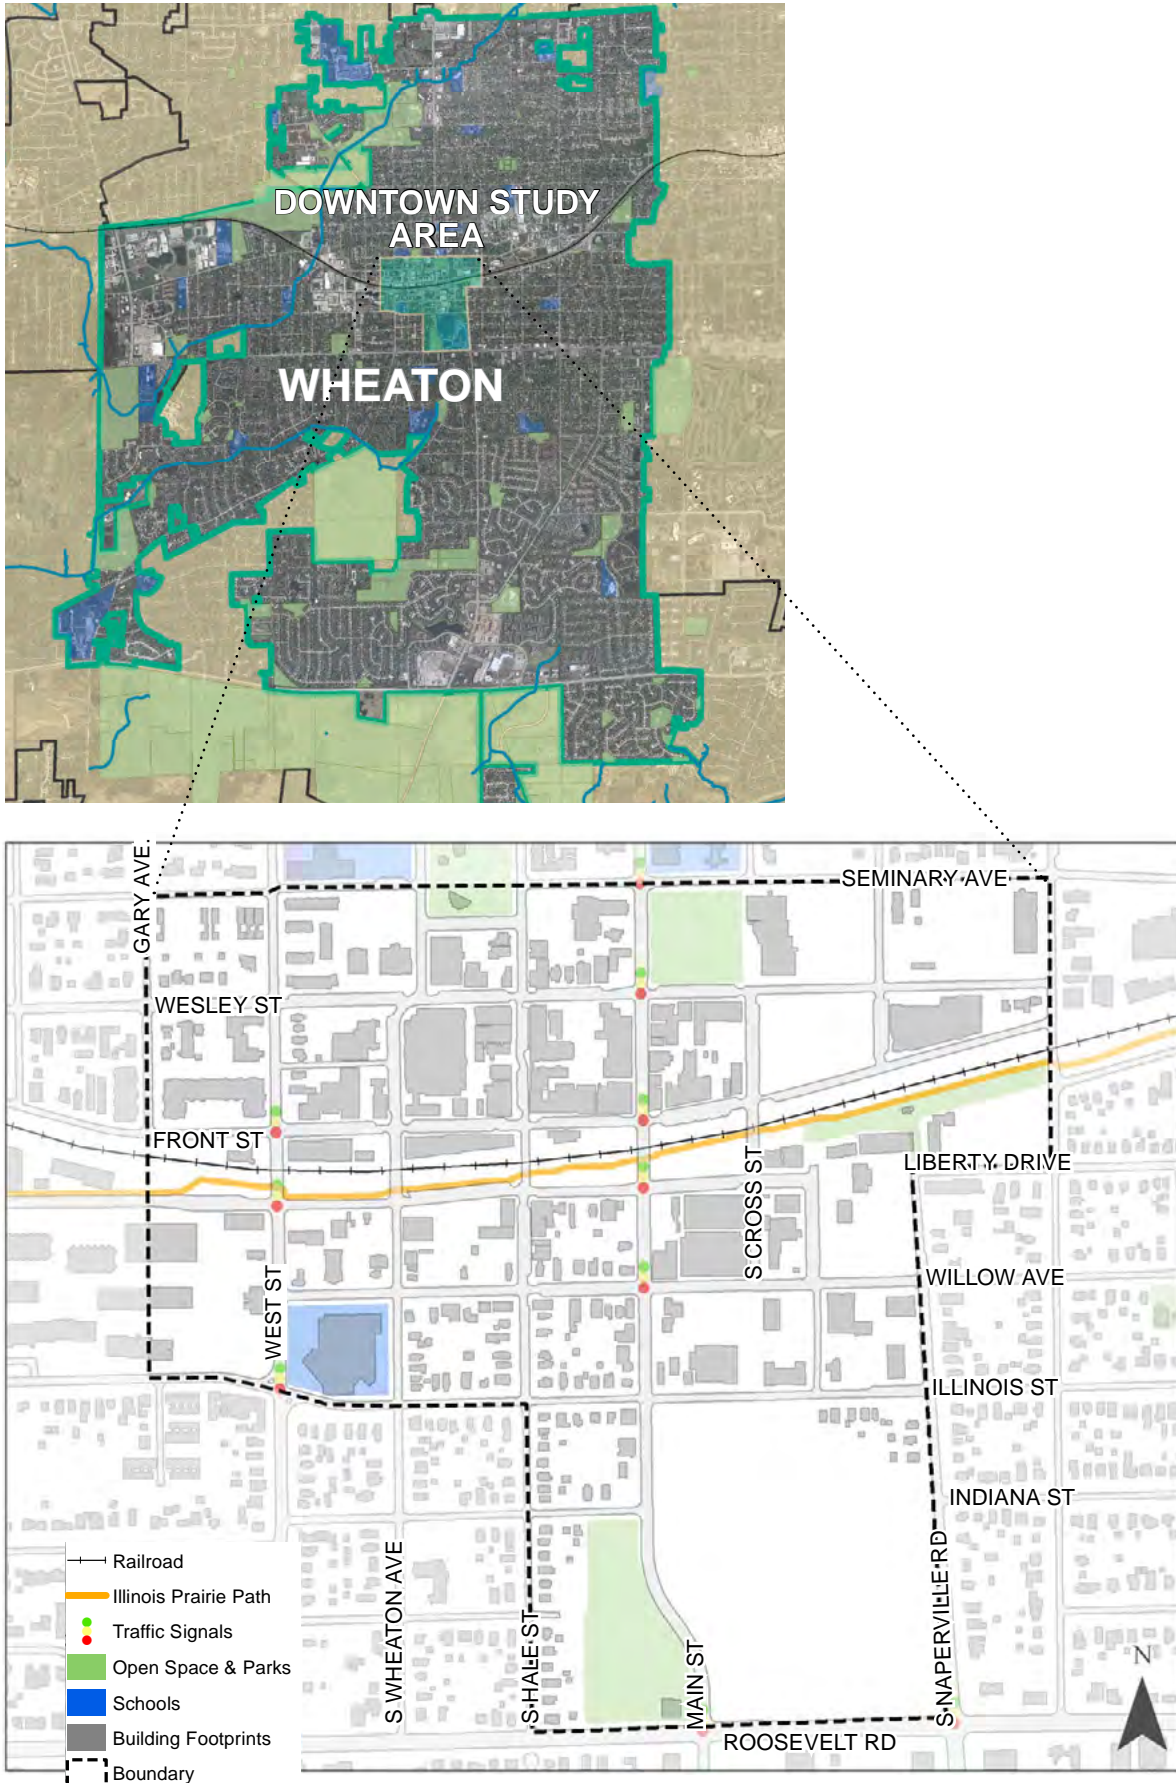 DOWNTOWN STUDY
AREA
WHEATON
GARY AVE.
SEMINARY AVE
WESLEY ST
FRONT ST
LIBERTY DRIVE
S CROSS ST
WEST ST
WILLOW AVE
ILLINOIS ST
INDIANA ST
S WHEATON AVE
S HALE ST
MAIN ST
S NAPERVILLE RD
ROOSEVELT RD
N
Railroad
Illinois Prairie Path
Traffic Signals
Open Space & Parks
Schools
Building Footprints
Boundary